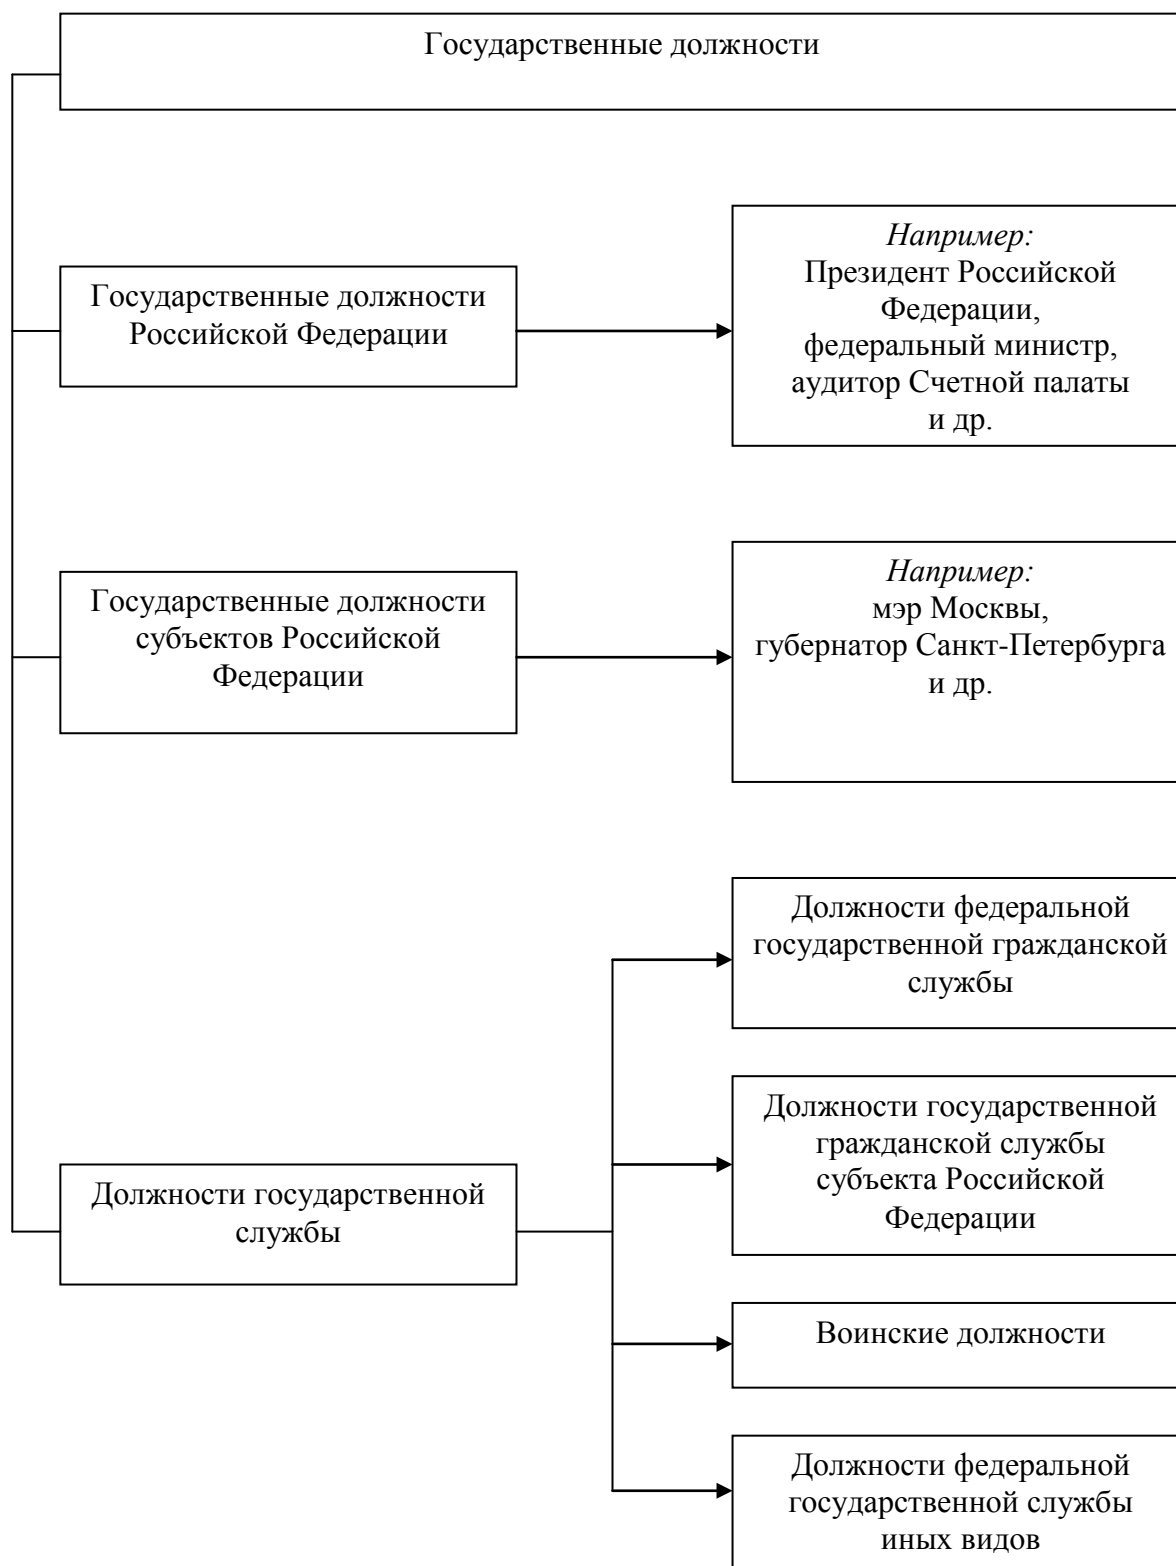 Государственные должности
Государственные должности
Российской Федерации
Например:
Президент Российской
Федерации,
федеральный министр,
аудитор Счетной палаты
и др.
Государственные должности
субъектов Российской
Федерации
Например:
мэр Москвы,
губернатор Санкт-Петербурга
и др.
Должности государственной
службы
Должности федеральной
государственной гражданской
службы
Должности государственной
гражданской службы
субъекта Российской
Федерации
Воинские должности
Должности федеральной
государственной службы
иных видов